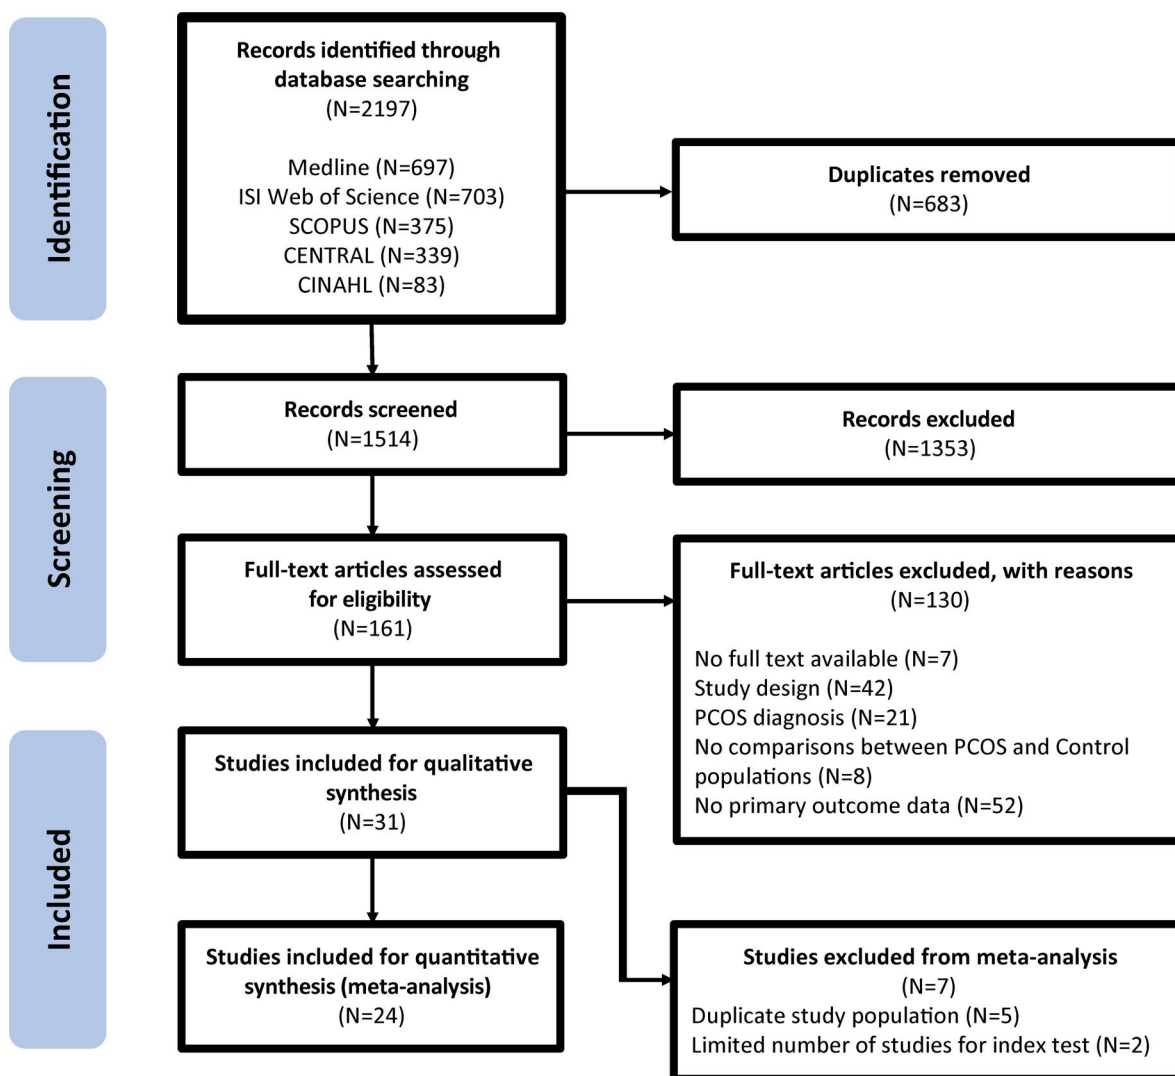 Identification
Records identified through
database searching
(N=2197)
Medline (N=697)
ISI Web of Science (N=703)
SCOPUS (N=375)
CENTRAL (N=339)
CINAHL (N=83)
Duplicates removed
(N=683)
Screening
Records screened
(N=1514)
Records excluded
(N=1353)
Full-text articles assessed
for eligibility
(N=161)
Full-text articles excluded, with reasons
(N=130)
No full text available (N=7)
Study design (N=42)
PCOS diagnosis (N=21)
No comparisons between PCOS and Control
populations (N=8)
No primary outcome data (N=52)
Included
Studies included for qualitative
synthesis
(N=31)
Studies included for quantitative
synthesis (meta-analysis)
(N=24)
Studies excluded from meta-analysis
(N=7)
Duplicate study population (N=5)
Limited number of studies for index test (N=2)